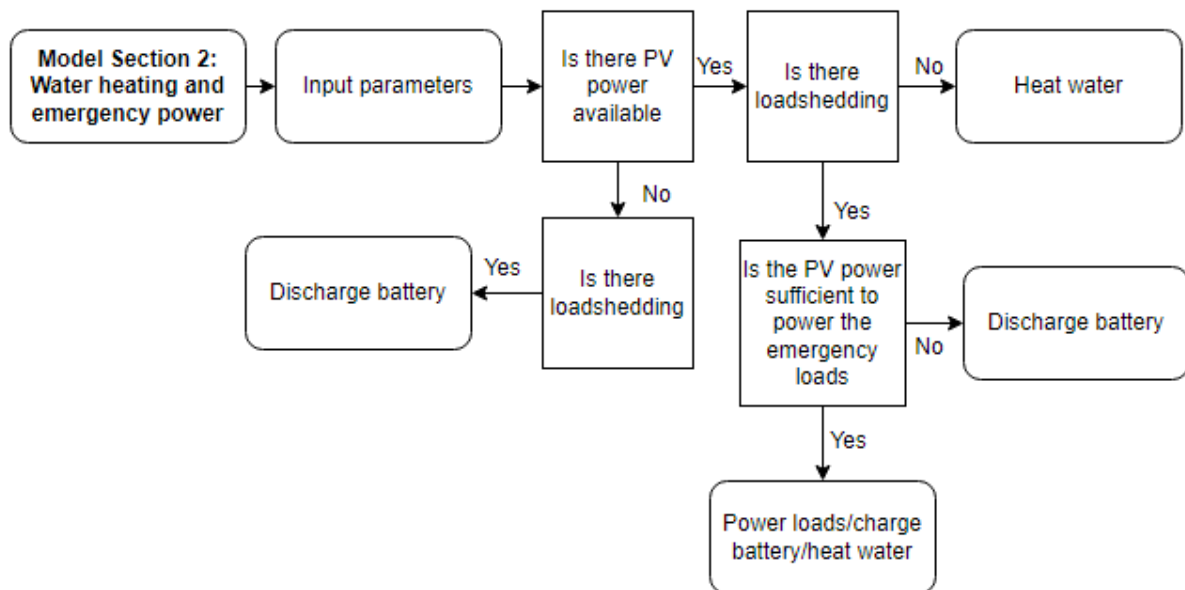 Model Section 2:
Water heating and
emergency power
Input parameters
Is there PV
power
available
Yes
Is there
loadshedding
No
Heat water
No
Yes
Discharge battery
Yes
Is there
loadshedding
Is the PV power
sufficient to
power the
emergency
loads
No
Discharge battery
Yes
Power loads/charge
battery/heat water